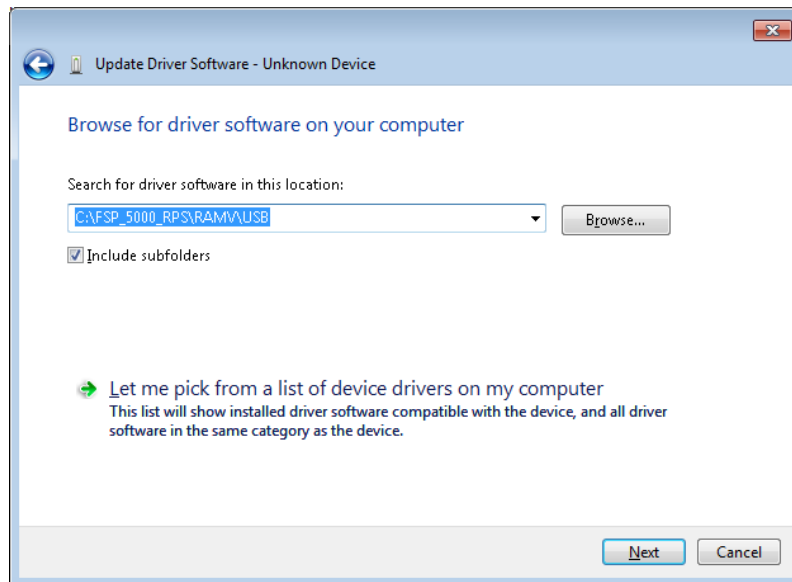 Update Driver Software - Unknown Device
Browse for driver software on your computer
Search for driver software in this location:
C:\FSP_5000_RPS\RAMV\USB
Browse...
Include subfolders
Let me pick from a list of device drivers on my computer
This list will show installed driver software compatible with the device, and all driver
software in the same category as the device.
Next
Cancel